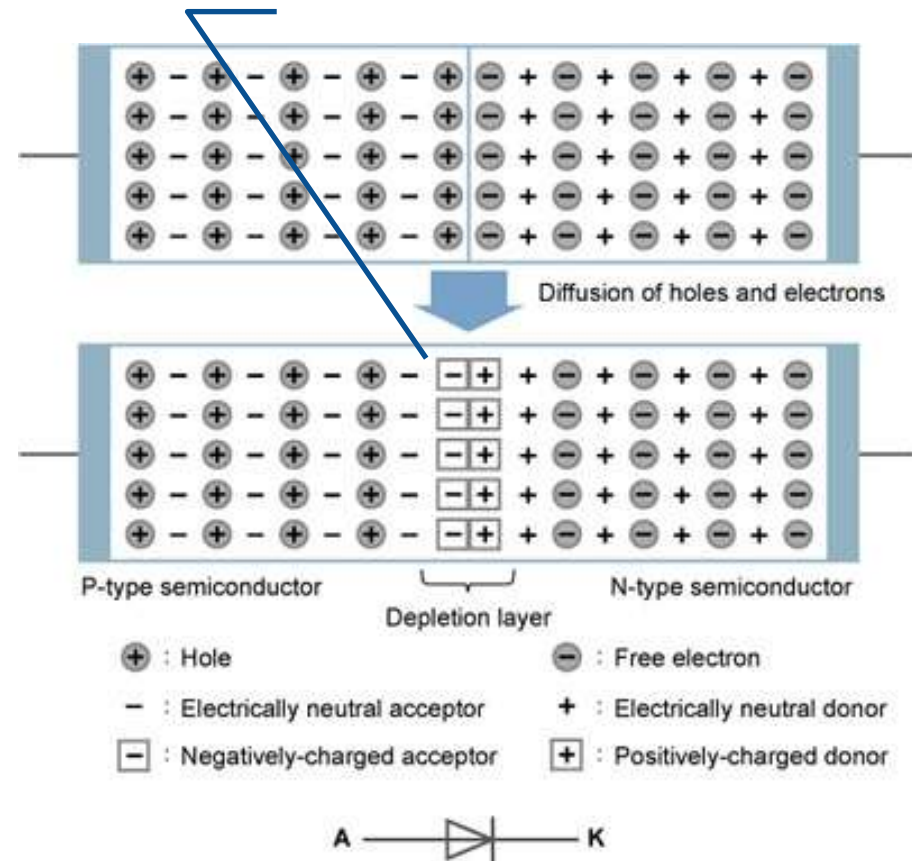 Diffusion of holes and electrons
P-type semiconductor
N-type semiconductor
Depletion layer
⊕ : Hole
⊖ : Free electron
− : Electrically neutral acceptor
+ : Electrically neutral donor
− : Negatively-charged acceptor
+ : Positively-charged donor
A K